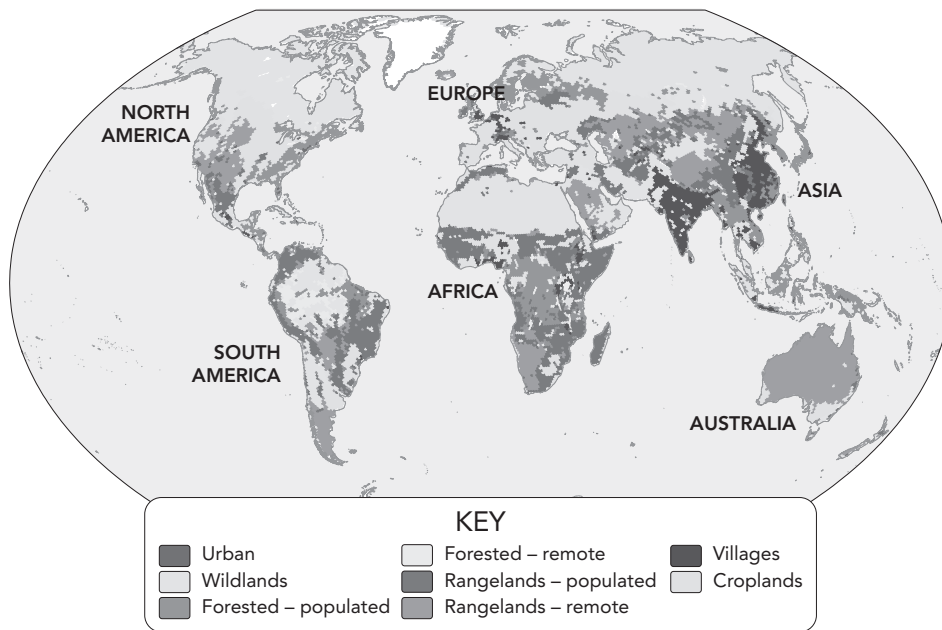 EUROPE
NORTH
AMERICA
ASIA
AFRICA
SOUTH
AMERICA
AUSTRALIA
KEY
Urban
Wildlands
Forested – populated
Forested – remote
Rangelands – populated
Rangelands – remote
Villages
Croplands